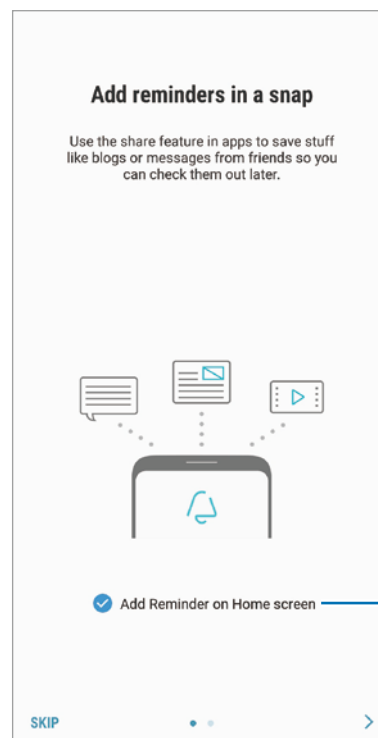 Add reminders in a snap
Use the share feature in apps to save stuff
like blogs or messages from friends so you
can check them out later.
Add Reminder on Home screen
SKIP